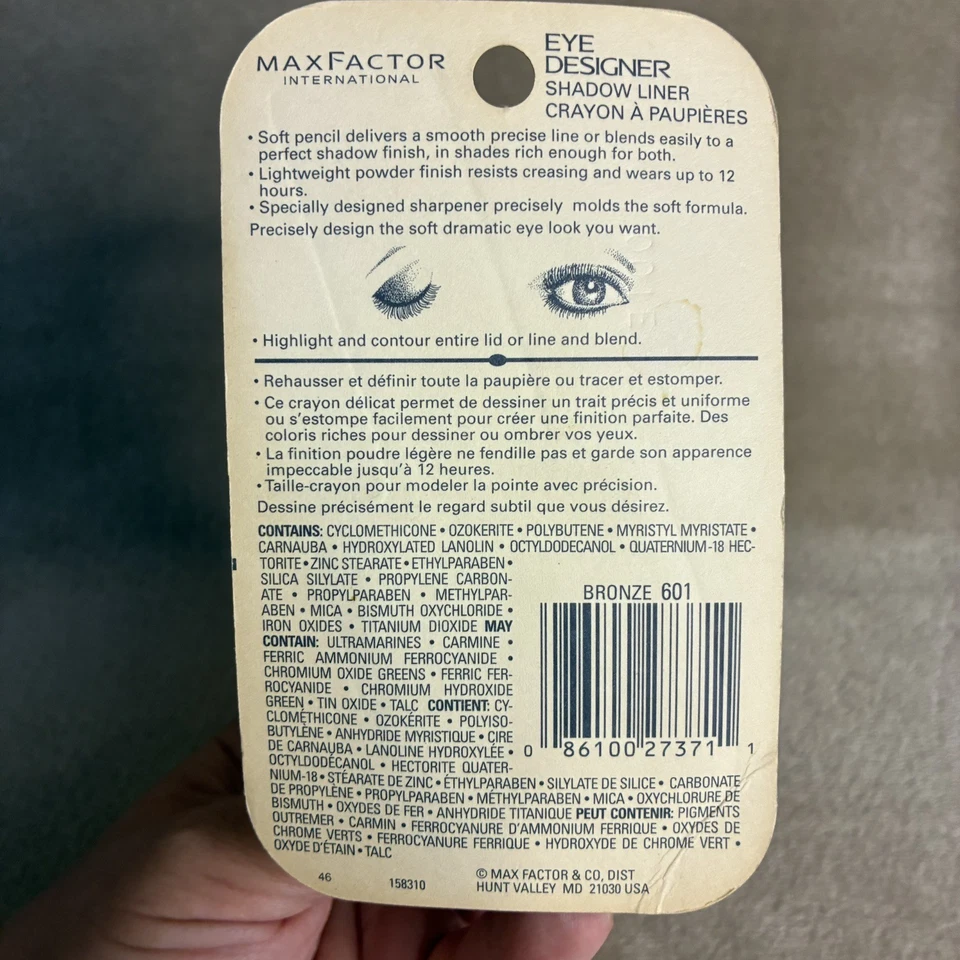 MAXFACTOR
INTERNATIONAL
EYE
DESIGNER
SHADOW LINER
CRAYON À PAUPIÈRES
• Soft pencil delivers a smooth precise line or blends easily to a
perfect shadow finish, in shades rich enough for both.
• Lightweight powder finish resists creasing and wears up to 12
hours.
• Specially designed sharpener precisely molds the soft formula.
Precisely design the soft dramatic eye look you want.
• Highlight and contour entire lid or line and blend.
• Rehausser et définir toute la paupière ou tracer et estomper.
• Ce crayon délicat permet de dessiner un trait précis et uniforme
ou s'estompe facilement pour créer une finition parfaite. Des
coloris riches pour dessiner ou ombrer vos yeux.
• La finition poudre légère ne fendille pas et garde son apparence
impeccable jusqu'à 12 heures.
• Taille-crayon pour modeler la pointe avec précision.
Dessine précisément le regard subtil que vous désirez.
CONTAINS: CYCLOMETHICONE • OZOKERITE • POLYBUTENE • MYRISTYL MYRISTATE •
CARNAUBA • HYDROXYLATED LANOLIN • OCTYLDODECANOL • QUATERNIUM-18 HEC-
TORITE • ZINC STEARATE • ETHYLPARABEN •
SILICA SILYLATE • PROPYLENE CARBON-
ATE • PROPYLPARABEN • METHYLPAR-
ABEN • MICA • BISMUTH OXYCHLORIDE •
IRON OXIDES • TITANIUM DIOXIDE MAY
CONTAIN: ULTRAMARINES • CARMINE •
FERRIC AMMONIUM FERROCYANIDE •
CHROMIUM OXIDE GREENS • FERRIC FER-
ROCYANIDE • CHROMIUM HYDROXIDE
GREEN • TIN OXIDE • TALC CONTIENT: CY-
CLOMÉTHICONE • OZOKÉRITE • POLYISO-
BUTYLÈNE • ANHYDRIDE MYRISTIQUE • CIRE
DE CARNAUBA • LANOLINE HYDROXYLÉE •
OCTYLDODÉCANOL • HECTORITE QUATER-
NIUM-18 • STÉARATE DE ZINC • ÉTHYLPARABEN • SILYLATE DE SILICE • CARBONATE
DE PROPYLÈNE • PROPYLPARABEN • MÉTHYLPARABEN • MICA • OXYCHLORURE DE
BISMUTH • OXYDES DE FER • ANHYDRIDE TITANIQUE PEUT CONTENIR: PIGMENTS
OUTREMER • CARMIN • FERROCYANURE D'AMMONIUM FERRIQUE • OXYDES DE
CHROME VERTS • FERROCYANURE FERRIQUE • HYDROXYDE DE CHROME VERT •
OXYDE D'ÉTAIN • TALC
BRONZE 601
0 86100 27371 1
46
158310
© MAX FACTOR & CO, DIST
HUNT VALLEY MD 21030 USA